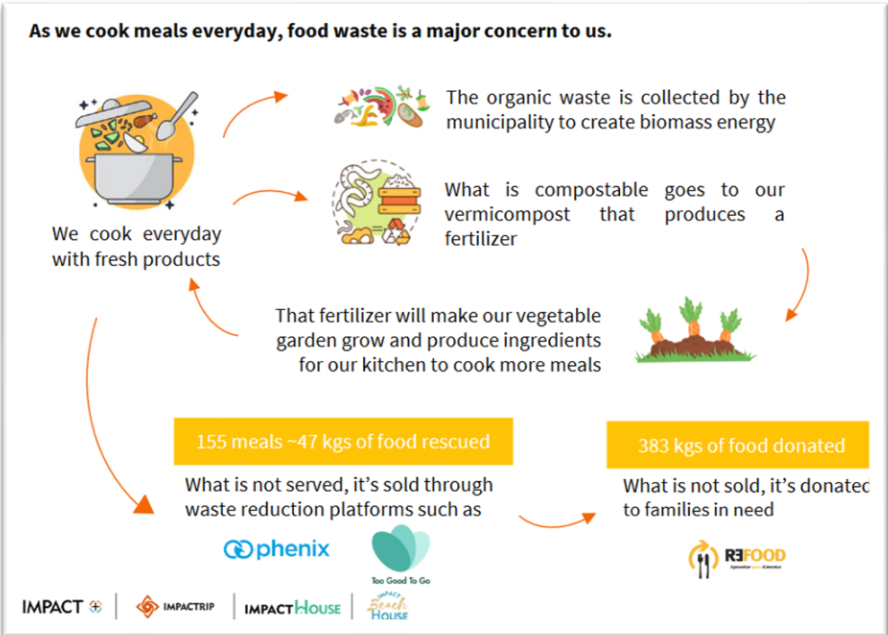 As we cook meals everyday, food waste is a major concern to us.
The organic waste is collected by the
municipality to create biomass energy
We cook everyday
with fresh products
What is compostable goes to our
vermicompost that produces a
fertilizer
That fertilizer will make our vegetable
garden grow and produce ingredients
for our kitchen to cook more meals
155 meals ~47 kgs of food rescued
What is not served, it's sold through
waste reduction platforms such as
phenix
Too Good To Go
383 kgs of food donated
What is not sold, it's donated
to families in need
REFOOD
IMPACT
IMPACTRIP
IMPACT HOUSE
IMPACT
Beach
HOUSE